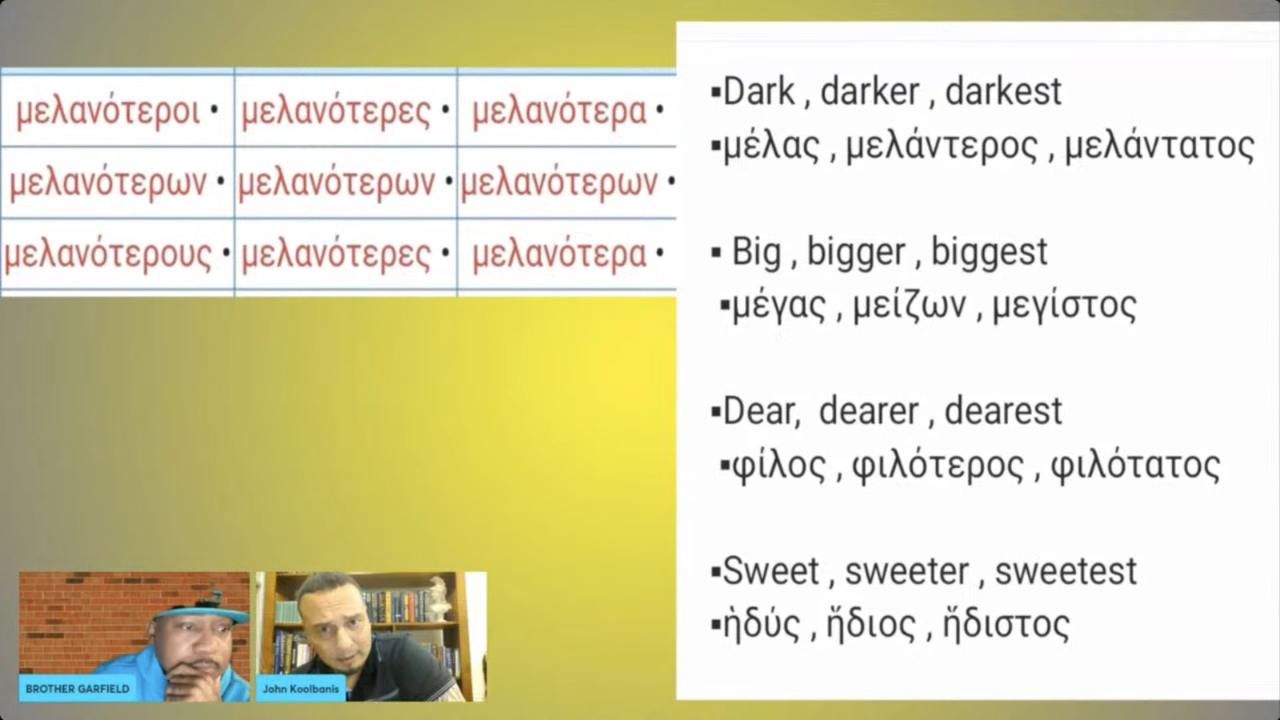 μελανότεροι • μελανότερες • μελανότερα •
μελανότερων • μελανότερων • μελανότερων •
μελανότερους • μελανότερες • μελανότερα •
▪Dark , darker , darkest
▪μέλας , μελάντερος , μελάντατος
▪ Big , bigger , biggest
▪μέγας , μείζων , μεγίστος
▪Dear, dearer , dearest
▪φίλος , φιλότερος , φιλότατος
▪Sweet , sweeter , sweetest
▪ἡδύς , ἥδιος , ἥδιστος
BROTHER GARFIELD
John Koolbanis